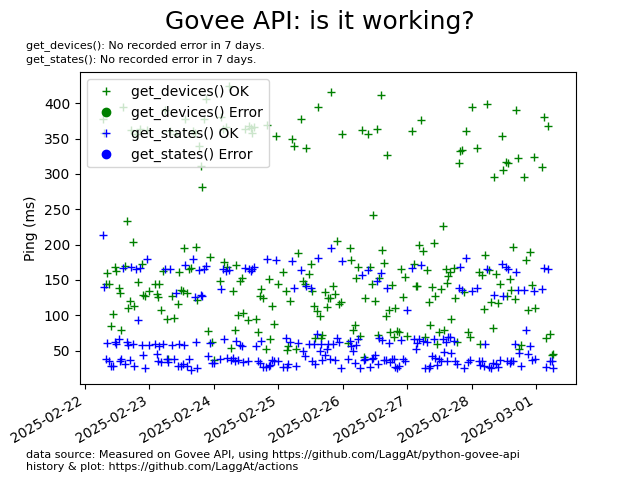 Govee API: is it working?
get_devices(): No recorded error in 7 days.
get_states(): No recorded error in 7 days.
get_devices() OK
get_devices() Error
get_states() OK
get_states() Error
Ping (ms)
400
350
300
250
200
150
100
50
2025-02-22
2025-02-23
2025-02-24
2025-02-25
2025-02-26
2025-02-27
2025-02-28
2025-03-01
data source: Measured on Govee API, using https://github.com/LaggAt/python-govee-api
history & plot: https://github.com/LaggAt/actions